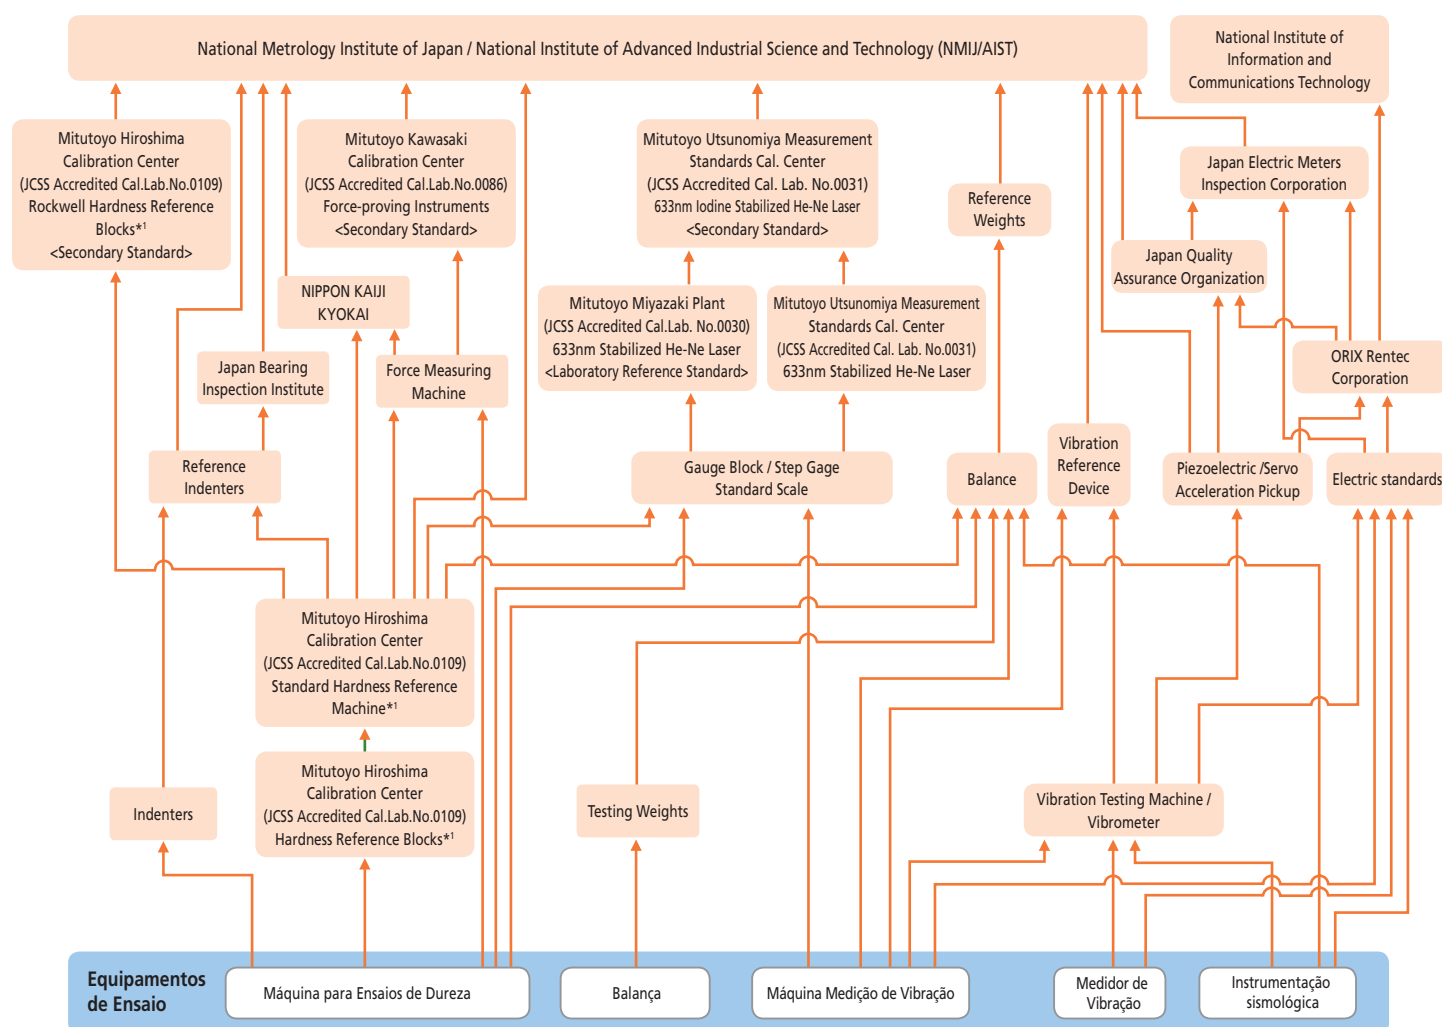 National Metrology Institute of Japan / National Institute of Advanced Industrial Science and Technology (NMIJ/AIST)
National Institute of
Information and
Communications Technology
Mitutoyo Hiroshima
Calibration Center
(JCSS Accredited Cal.Lab.No.0109)
Rockwell Hardness Reference
Blocks*1
<Secondary Standard>
Mitutoyo Kawasaki
Calibration Center
(JCSS Accredited Cal.Lab.No.0086)
Force-proving Instruments
<Secondary Standard>
Mitutoyo Utsunomiya Measurement
Standards Cal. Center
(JCSS Accredited Cal. Lab. No.0031)
633nm Iodine Stabilized He-Ne Laser
<Secondary Standard>
Reference
Weights
Japan Electric Meters
Inspection Corporation
Japan Quality
Assurance Organization
NIPPON KAIJI
KYOKAI
Mitutoyo Miyazaki Plant
(JCSS Accredited Cal.Lab. No.0030)
633nm Stabilized He-Ne Laser
<Laboratory Reference Standard>
Mitutoyo Utsunomiya Measurement
Standards Cal. Center
(JCSS Accredited Cal. Lab. No.0031)
633nm Stabilized He-Ne Laser
Japan Bearing
Inspection Institute
Force Measuring
Machine
ORIX Rentec
Corporation
Reference
Indenters
Gauge Block / Step Gage
Standard Scale
Balance
Vibration
Reference
Device
Piezoelectric /Servo
Acceleration Pickup
Electric standards
Mitutoyo Hiroshima
Calibration Center
(JCSS Accredited Cal.Lab.No.0109)
Standard Hardness Reference
Machine*1
Mitutoyo Hiroshima
Calibration Center
(JCSS Accredited Cal.Lab.No.0109)
Hardness Reference Blocks*1
Indenters
Testing Weights
Vibration Testing Machine /
Vibrometer
Equipamentos
de Ensaio
Máquina para Ensaios de Dureza
Balança
Máquina Medição de Vibração
Medidor de
Vibração
Instrumentação
sismológica